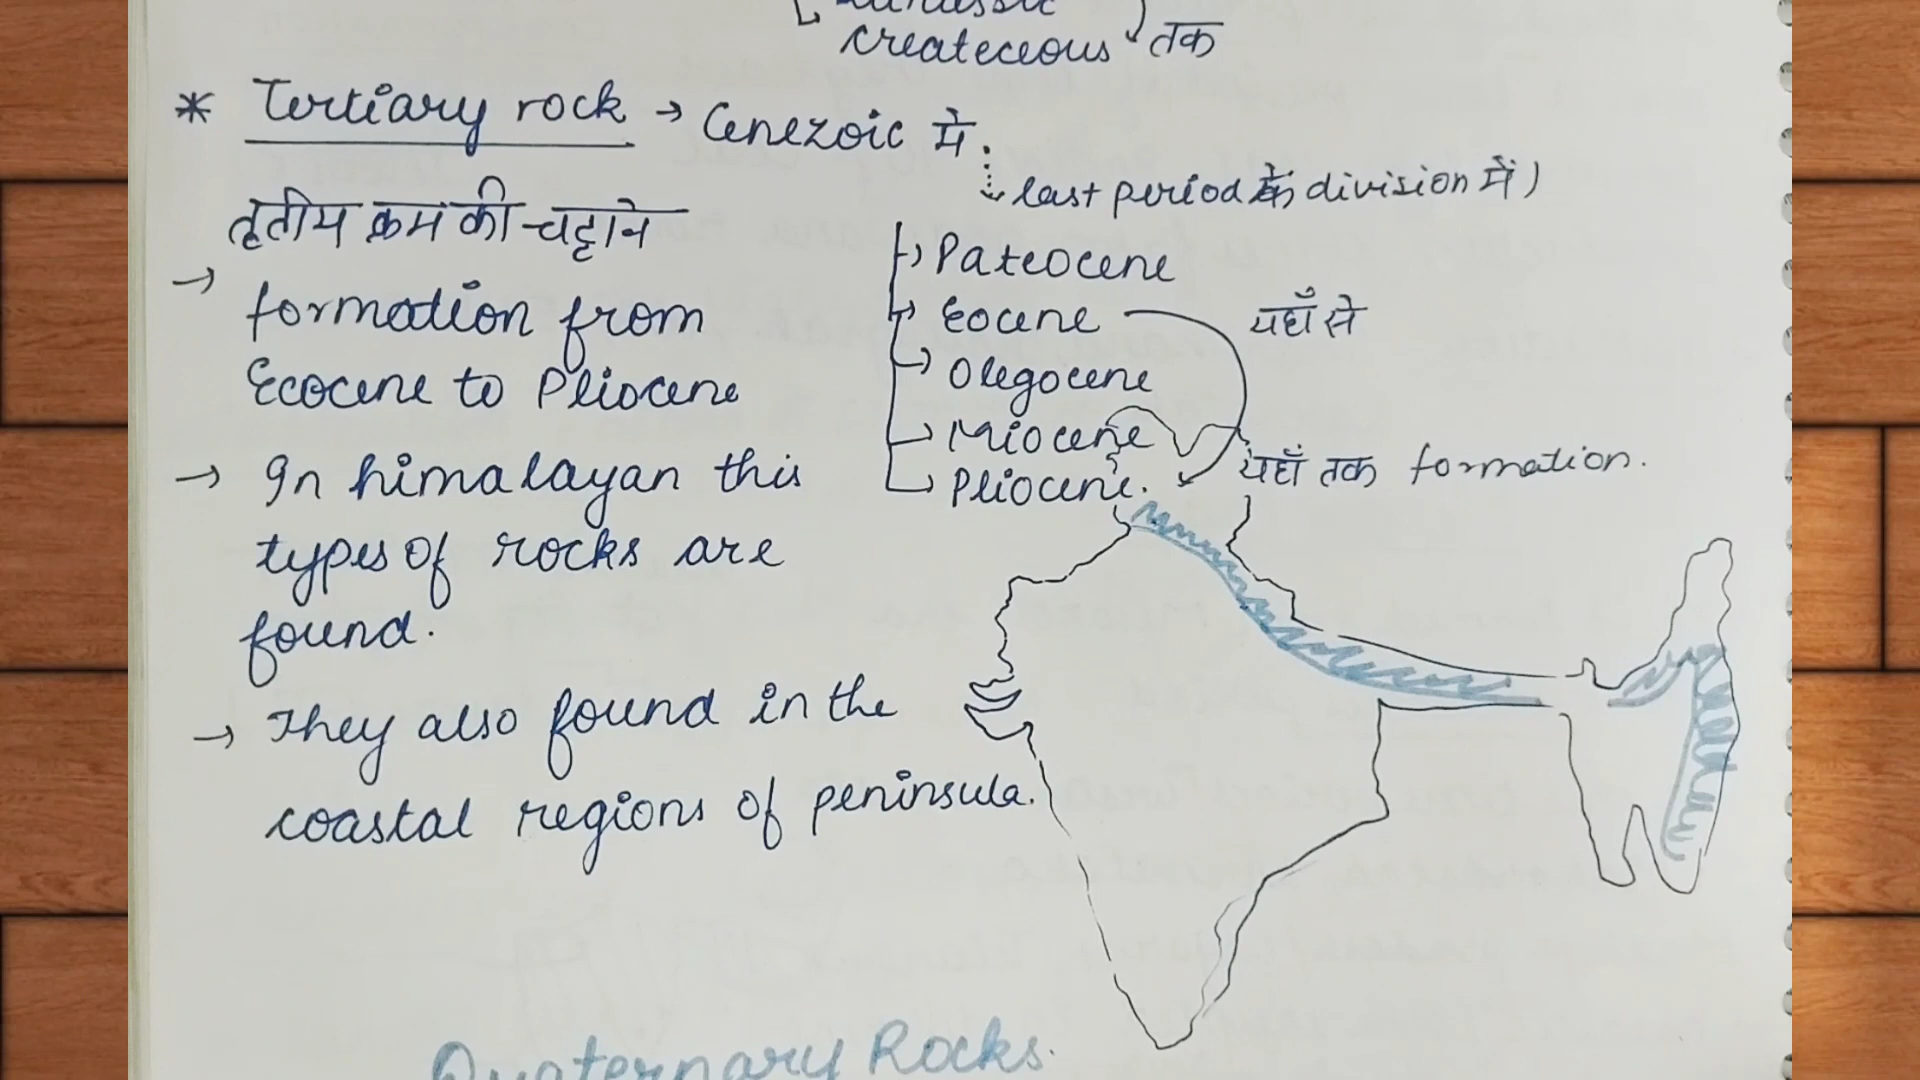 createceous तक
* Tertiary rock → Cenezoic में
last period के division में)
तृतीय क्रम की चट्टाने
→ formation from
Ecocene to Pliocene
Pateocene
Eocene यहाँ से
Olegocene
Miocene
Pliocene. यहाँ तक formation.
→ In himalayan this
types of rocks are
found.
→ They also found in the
coastal regions of peninsula.
Quaternary Rocks.